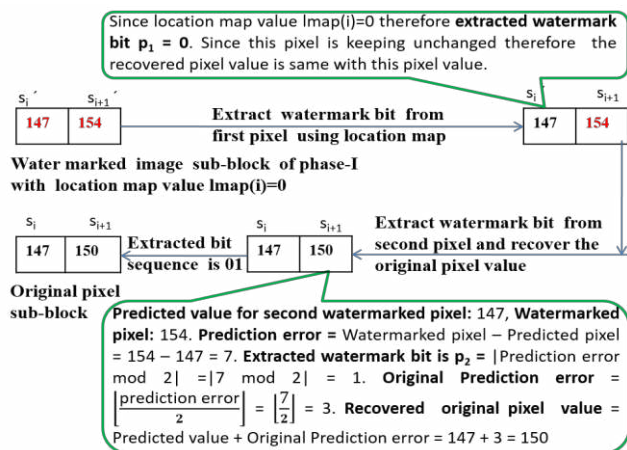 Since location map value lmap(i)=0 therefore extracted watermark
bit p₁ = 0. Since this pixel is keeping unchanged therefore the
recovered pixel value is same with this pixel value.
sᵢ´ sᵢ₊₁´
147 154
Extract watermark bit from
first pixel using location map
sᵢ´ sᵢ₊₁´
147 154
Water marked image sub-block of phase-I
with location map value lmap(i)=0
sᵢ sᵢ₊₁
147 150
Extracted bit
sequence is 01
sᵢ sᵢ₊₁
147 150
Extract watermark bit from
second pixel and recover the
original pixel value
Original pixel
sub-block
Predicted value for second watermarked pixel: 147, Watermarked
pixel: 154. Prediction error = Watermarked pixel – Predicted pixel
= 154 – 147 = 7. Extracted watermark bit is p₂ = |Prediction error
mod 2| =|7 mod 2| = 1. Original Prediction error =
⌊prediction error/2⌋ = ⌊7/2⌋ = 3. Recovered original pixel value =
Predicted value + Original Prediction error = 147 + 3 = 150